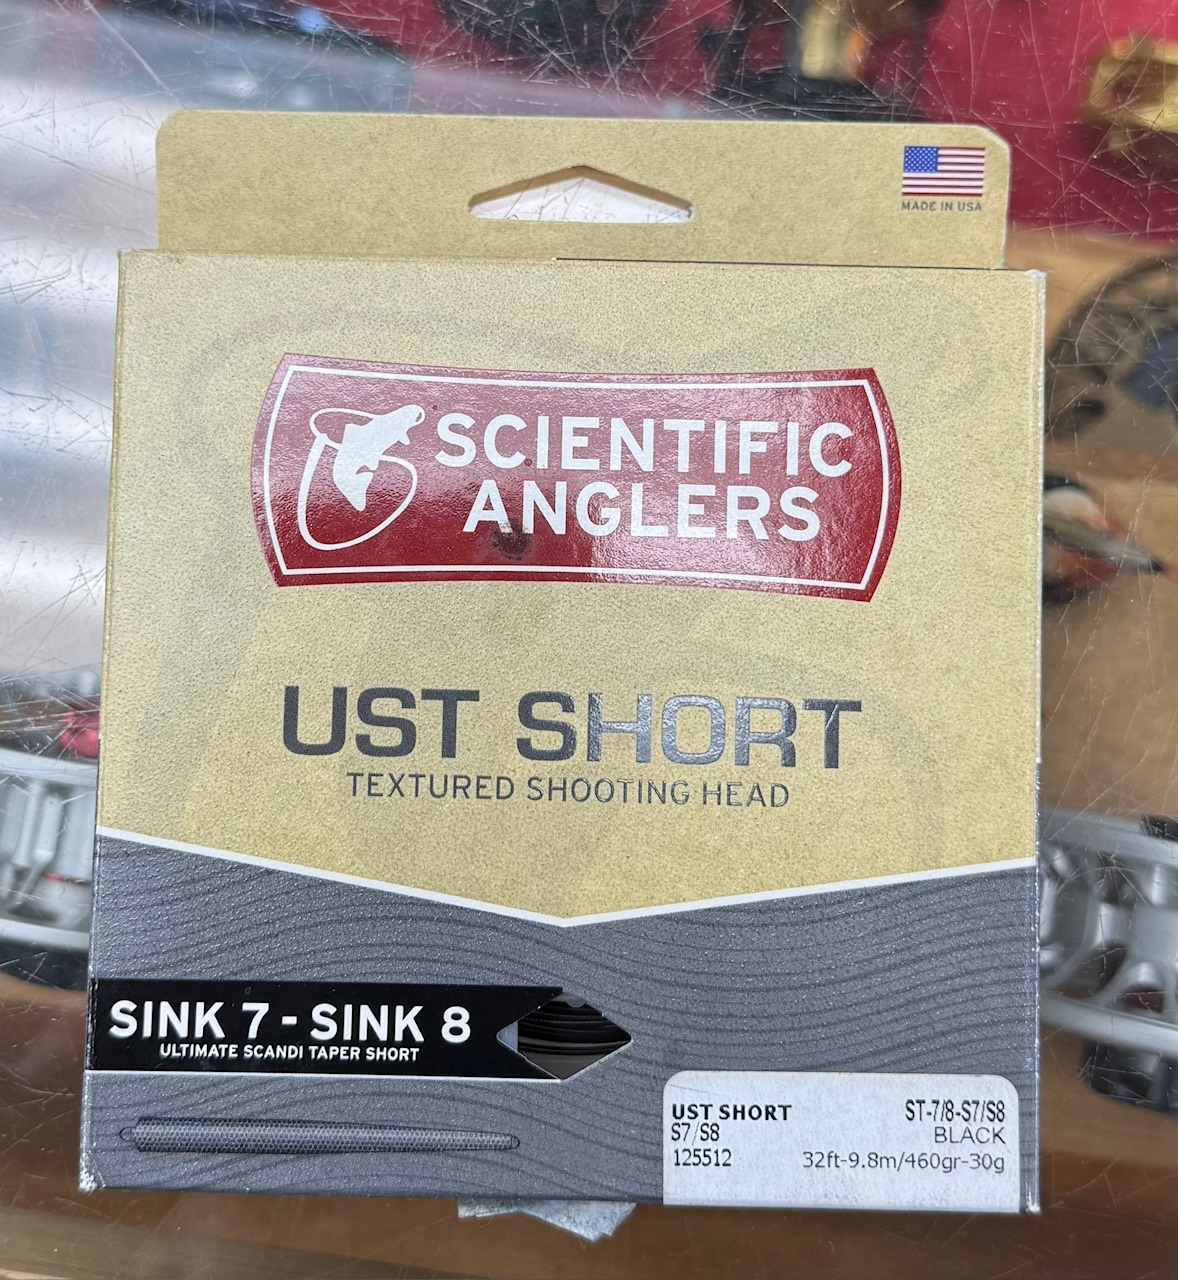 MADE IN USA
SCIENTIFIC
ANGLERS
UST SHORT
TEXTURED SHOOTING HEAD
SINK 7 - SINK 8
ULTIMATE SCANDI TAPER SHORT
UST SHORT ST-7/8-S7/S8
S7/S8 BLACK
125512 32ft-9.8m/460gr-30g